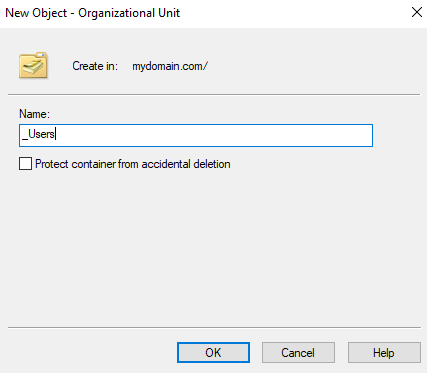 New Object - Organizational Unit
Create in: mydomain.com/
Name:
_Users
Protect container from accidental deletion
OK Cancel Help